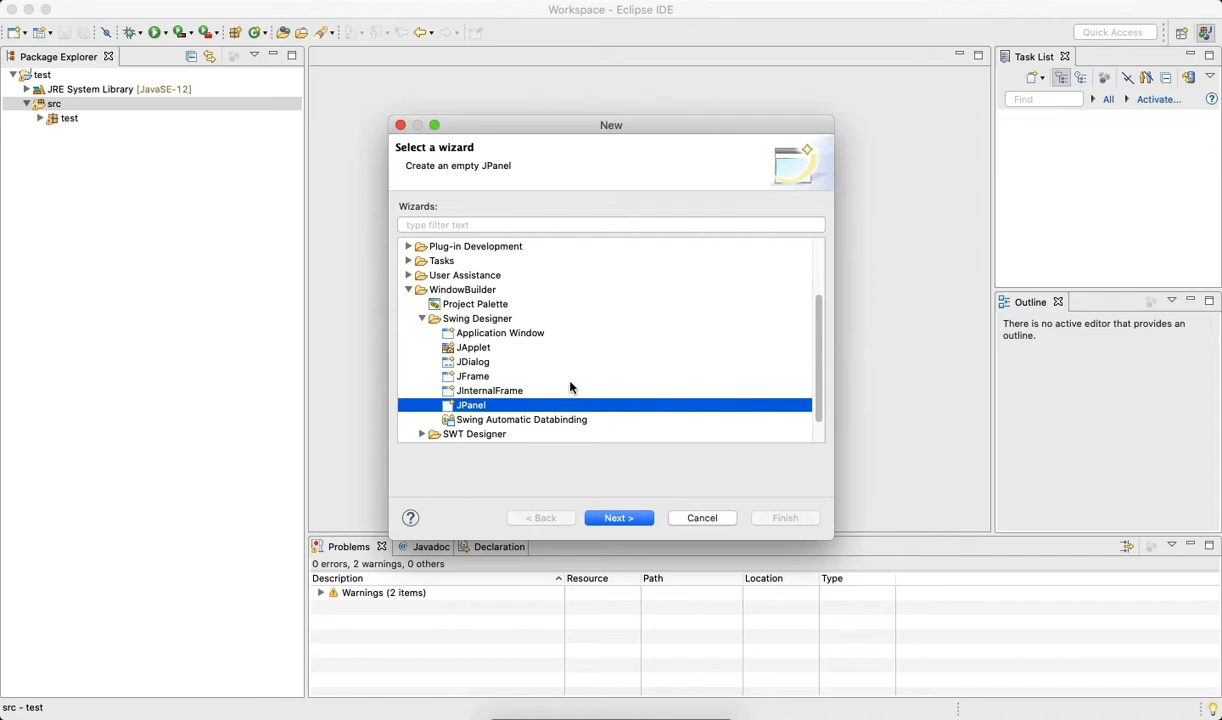 Workspace - Eclipse IDE
Quick Access
Package Explorer
test
JRE System Library [JavaSE-12]
src
test
New
Select a wizard
Create an empty JPanel
Wizards:
type filter text
Plug-in Development
Tasks
User Assistance
WindowBuilder
Project Palette
Swing Designer
Application Window
JApplet
JDialog
JFrame
JInternalFrame
JPanel
Swing Automatic Databinding
SWT Designer
?
< Back
Next >
Cancel
Finish
Task List
Find
All
Activate...
?
Outline
There is no active editor that provides an
outline.
Problems
@ Javadoc
Declaration
0 errors, 2 warnings, 0 others
Description
Resource
Path
Location
Type
Warnings (2 items)
src - test